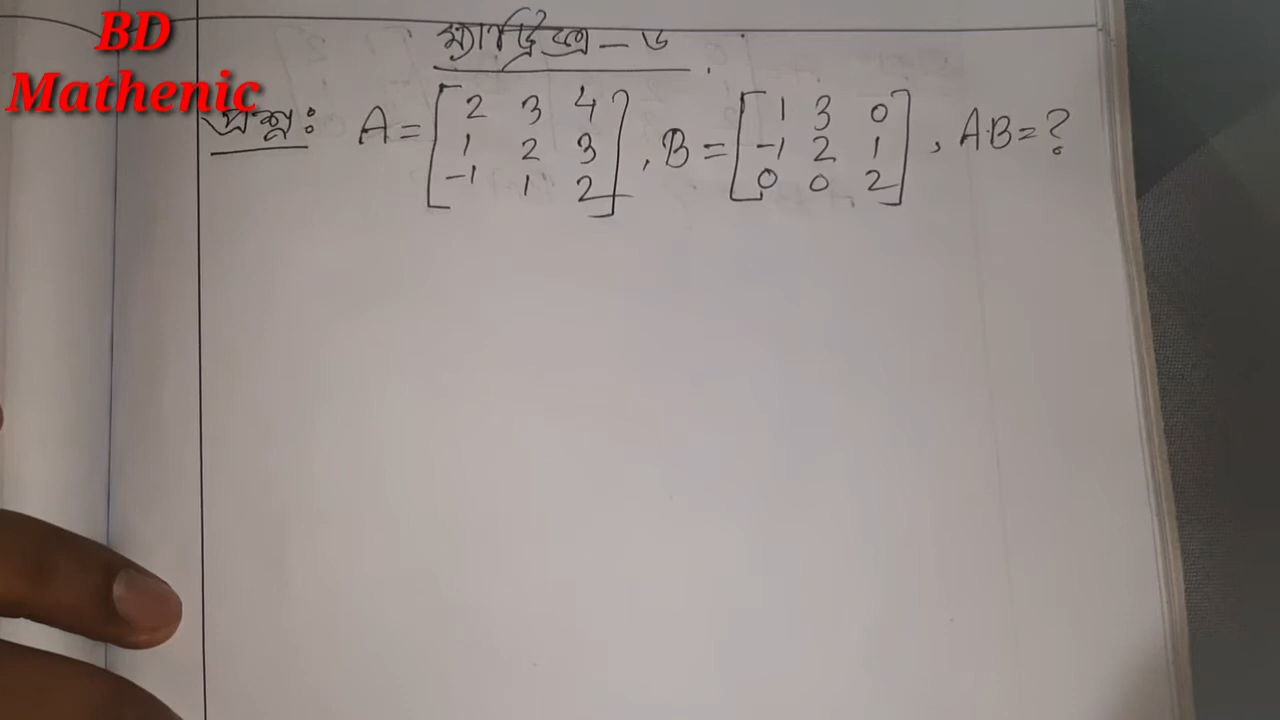 BD
Mathenic
ম্যাট্রিক্স - ৬
প্রশ্ন: A = [2 3 4 , B = [1 3 0 , AB = ?
1 2 3 -1 2 1
-1 1 2] 0 0 2]